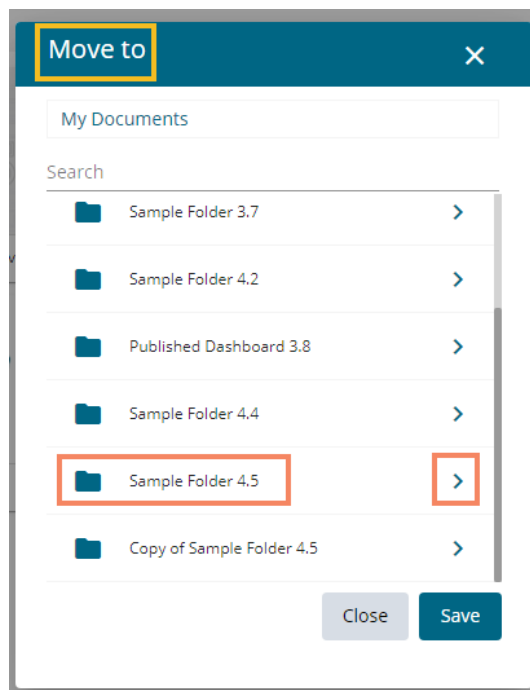 Move to
My Documents
Search
Sample Folder 3.7
Sample Folder 4.2
Published Dashboard 3.8
Sample Folder 4.4
Sample Folder 4.5
Copy of Sample Folder 4.5
Close Save